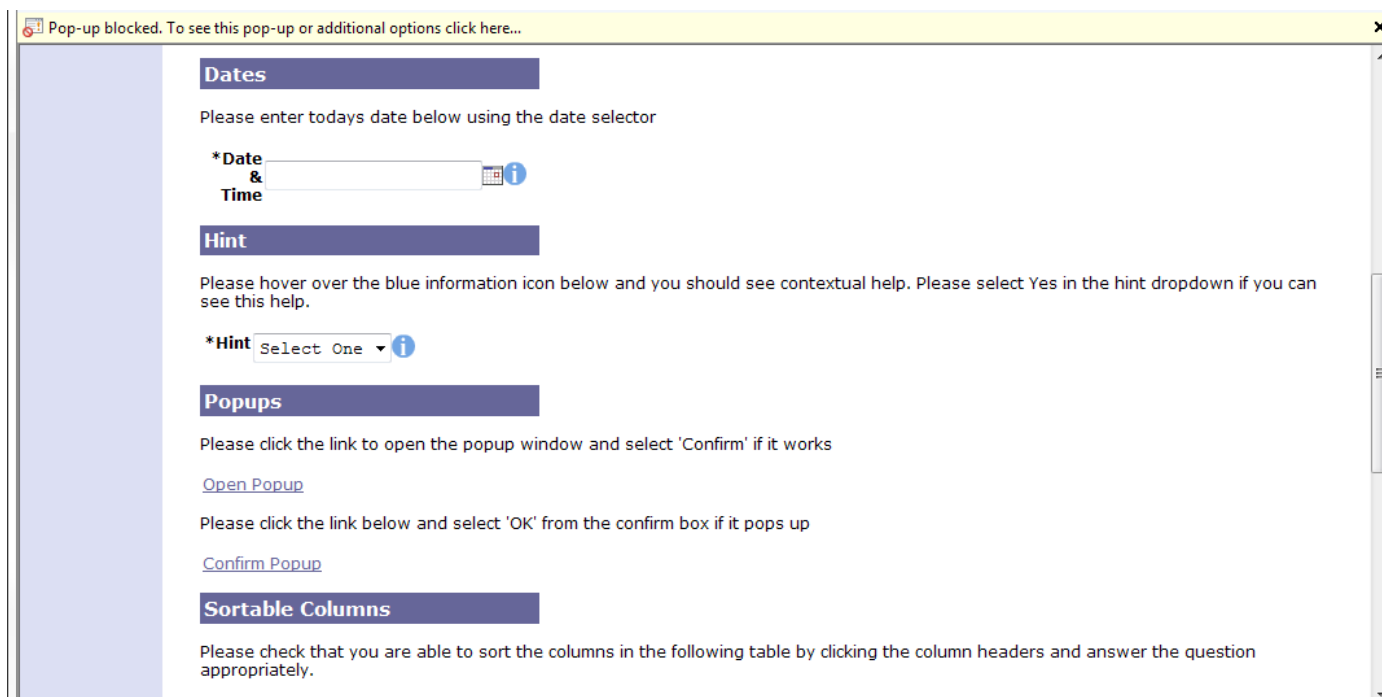 Pop-up blocked. To see this pop-up or additional options click here...
Dates
Please enter todays date below using the date selector
*Date
&
Time
Hint
Please hover over the blue information icon below and you should see contextual help. Please select Yes in the hint dropdown if you can
see this help.
*Hint Select One
Popups
Please click the link to open the popup window and select 'Confirm' if it works
Open Popup
Please click the link below and select 'OK' from the confirm box if it pops up
Confirm Popup
Sortable Columns
Please check that you are able to sort the columns in the following table by clicking the column headers and answer the question
appropriately.